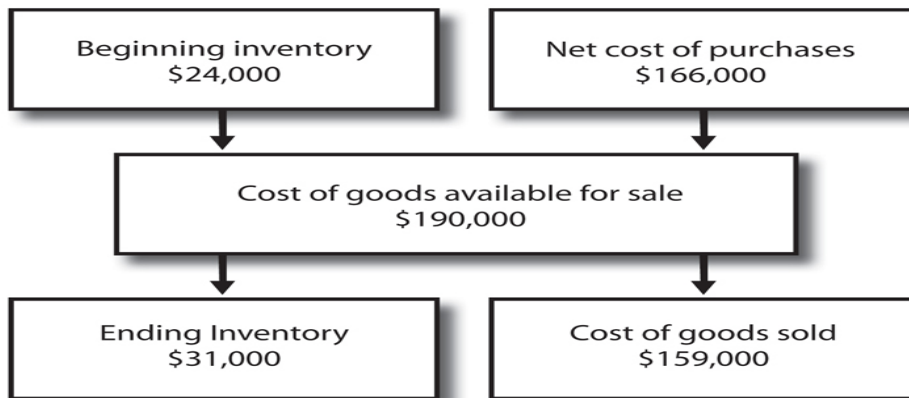 Beginning inventory
$24,000
Net cost of purchases
$166,000
Cost of goods available for sale
$190,000
Ending Inventory
$31,000
Cost of goods sold
$159,000